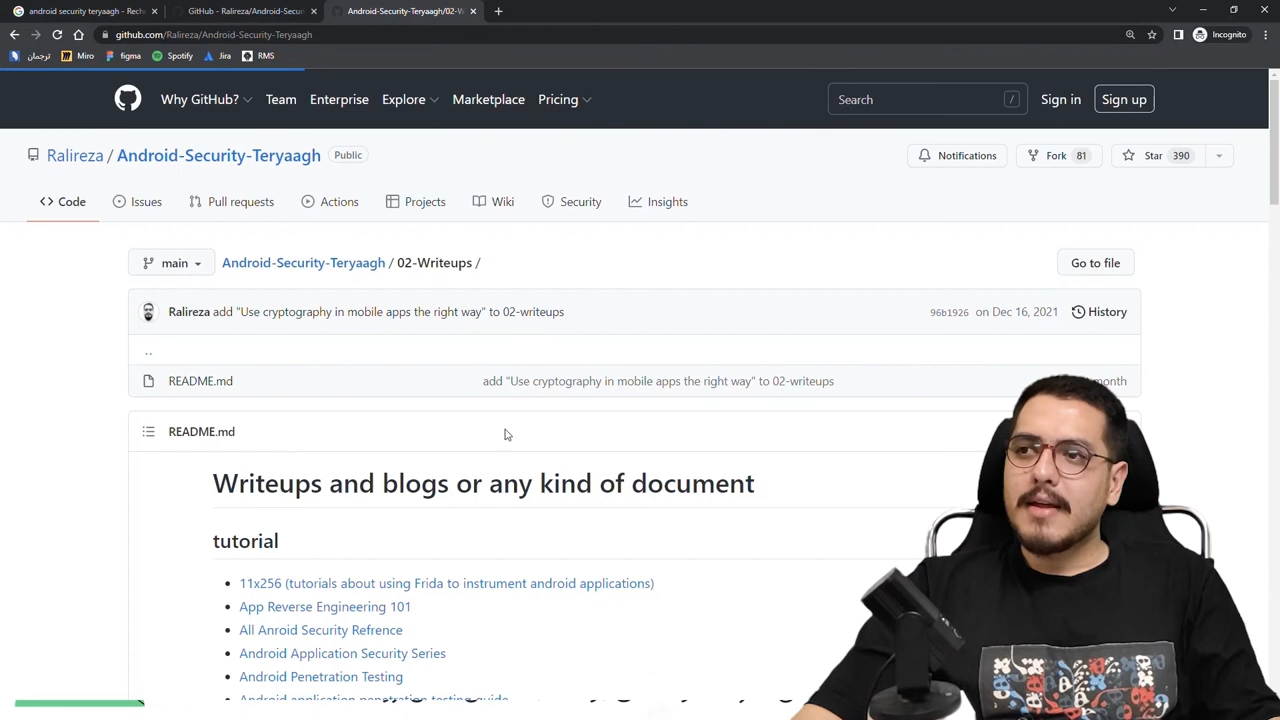 android security teryaagh - Rech
GitHub - Ralireza/Android-Secur
Android-Security-Teryaagh/02-W
github.com/Ralireza/Android-Security-Teryaagh
Incognito
ترجمان
Miro
figma
Spotify
Jira
RMS
Why GitHub?
Team
Enterprise
Explore
Marketplace
Pricing
Search
/
Sign in
Sign up
Ralireza / Android-Security-Teryaagh
Public
Notifications
Fork 81
Star 390
Code
Issues
Pull requests
Actions
Projects
Wiki
Security
Insights
main
Android-Security-Teryaagh / 02-Writeups /
Go to file
Ralireza add "Use cryptography in mobile apps the right way" to 02-writeups
96b1926 on Dec 16, 2021
History
..
README.md
add "Use cryptography in mobile apps the right way" to 02-writeups
month
README.md
Writeups and blogs or any kind of document
tutorial
11x256 (tutorials about using Frida to instrument android applications)
App Reverse Engineering 101
All Anroid Security Refrence
Android Application Security Series
Android Penetration Testing
Android application penetration testing guide